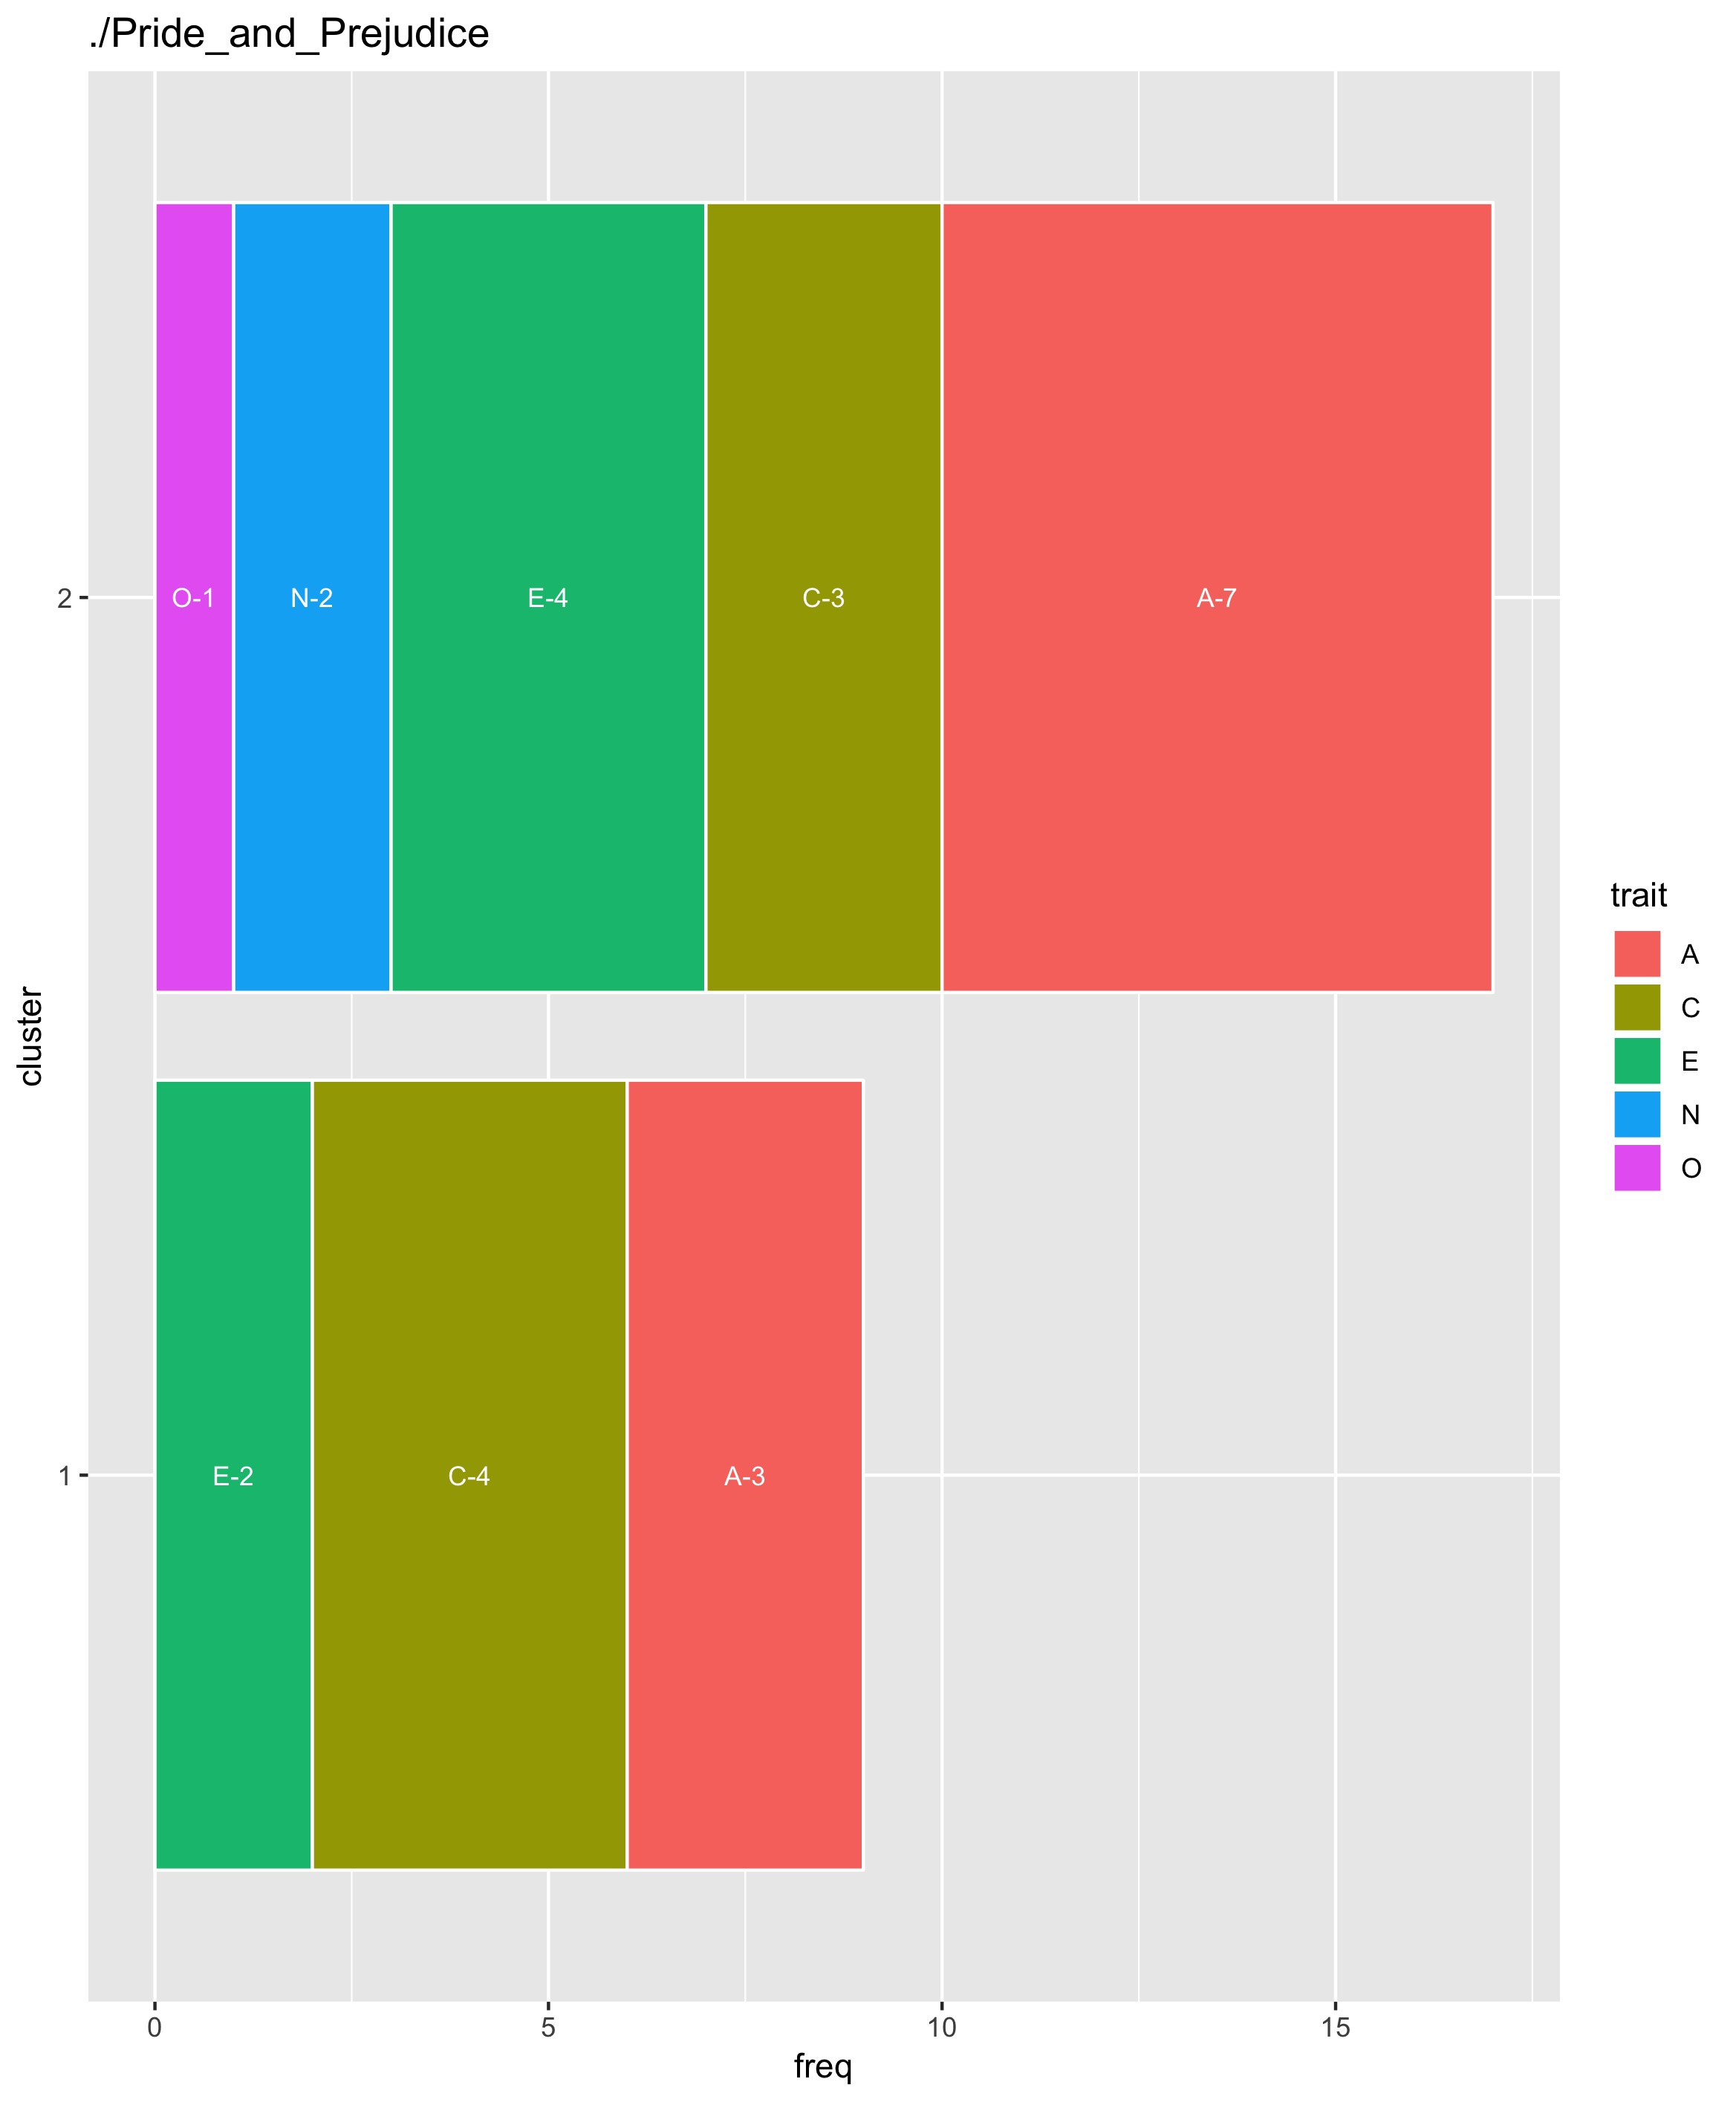 ./Pride_and_Prejudice
cluster
2
O-1 N-2 E-4 C-3 A-7
1
E-2 C-4 A-3
0 5 10 15
freq
trait
A
C
E
N
O